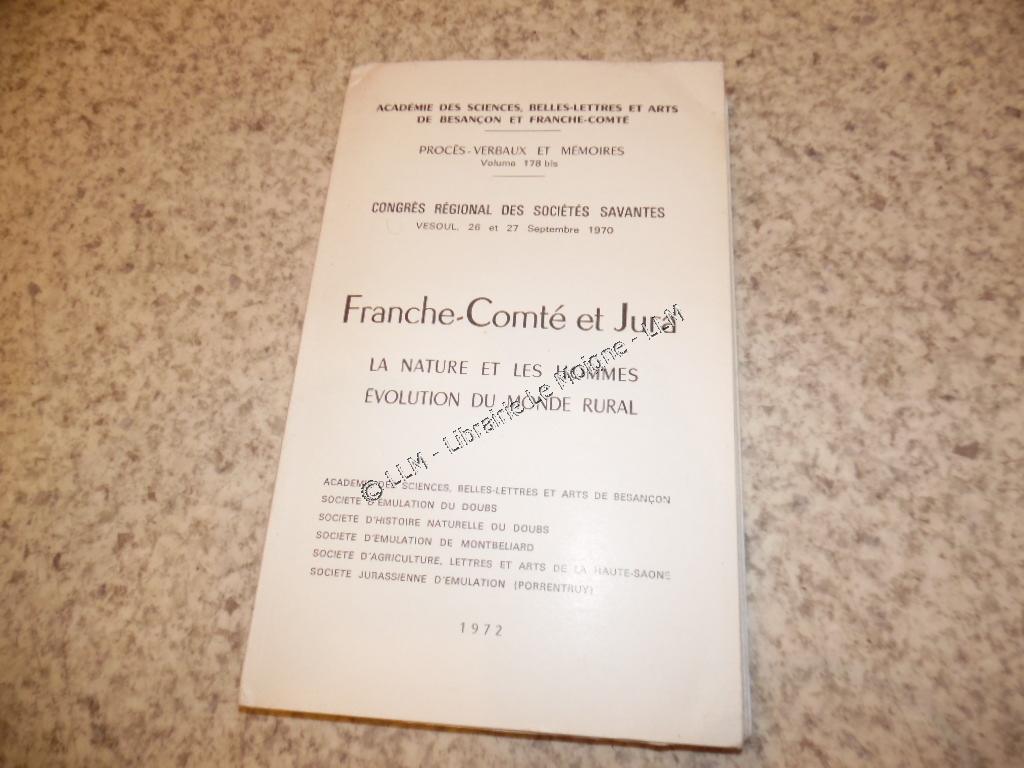 ACADÉMIE DES SCIENCES, BELLES-LETTRES ET ARTS
DE BESANÇON ET FRANCHE-COMTÉ
PROCÈS-VERBAUX ET MÉMOIRES
Volume 178 bis
CONGRÈS RÉGIONAL DES SOCIÉTÉS SAVANTES
VESOUL, 26 et 27 Septembre 1970
Franche-Comté et Jura
LA NATURE ET LES HOMMES
ÉVOLUTION DU MONDE RURAL
© LLM - Librairie Le Moigne - LLM
ACADEMIE DES SCIENCES, BELLES-LETTRES ET ARTS DE BESANÇON
SOCIETE D'EMULATION DU DOUBS
SOCIETE D'HISTOIRE NATURELLE DU DOUBS
SOCIETE D'EMULATION DE MONTBELIARD
SOCIETE D'AGRICULTURE, LETTRES ET ARTS DE LA HAUTE-SAONE
SOCIETE JURASSIENNE D'EMULATION (PORRENTRUY)
1972